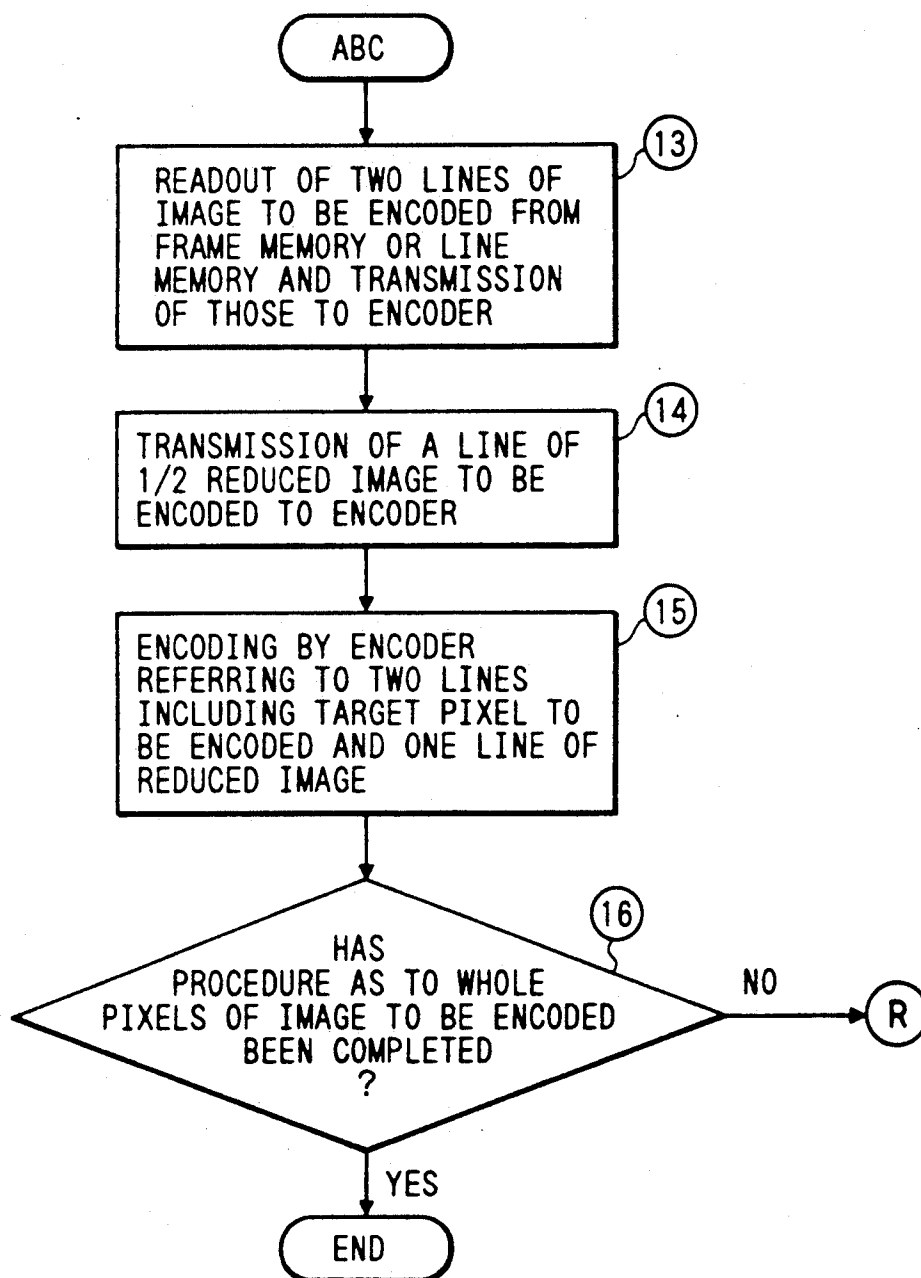 ABC
13
READOUT OF TWO LINES OF
IMAGE TO BE ENCODED FROM
FRAME MEMORY OR LINE
MEMORY AND TRANSMISSION
OF THOSE TO ENCODER
14
TRANSMISSION OF A LINE OF
1/2 REDUCED IMAGE TO BE
ENCODED TO ENCODER
15
ENCODING BY ENCODER
REFERRING TO TWO LINES
INCLUDING TARGET PIXEL TO
BE ENCODED AND ONE LINE OF
REDUCED IMAGE
16
HAS
PROCEDURE AS TO WHOLE
PIXELS OF IMAGE TO BE ENCODED
BEEN COMPLETED
?
NO
R
YES
END